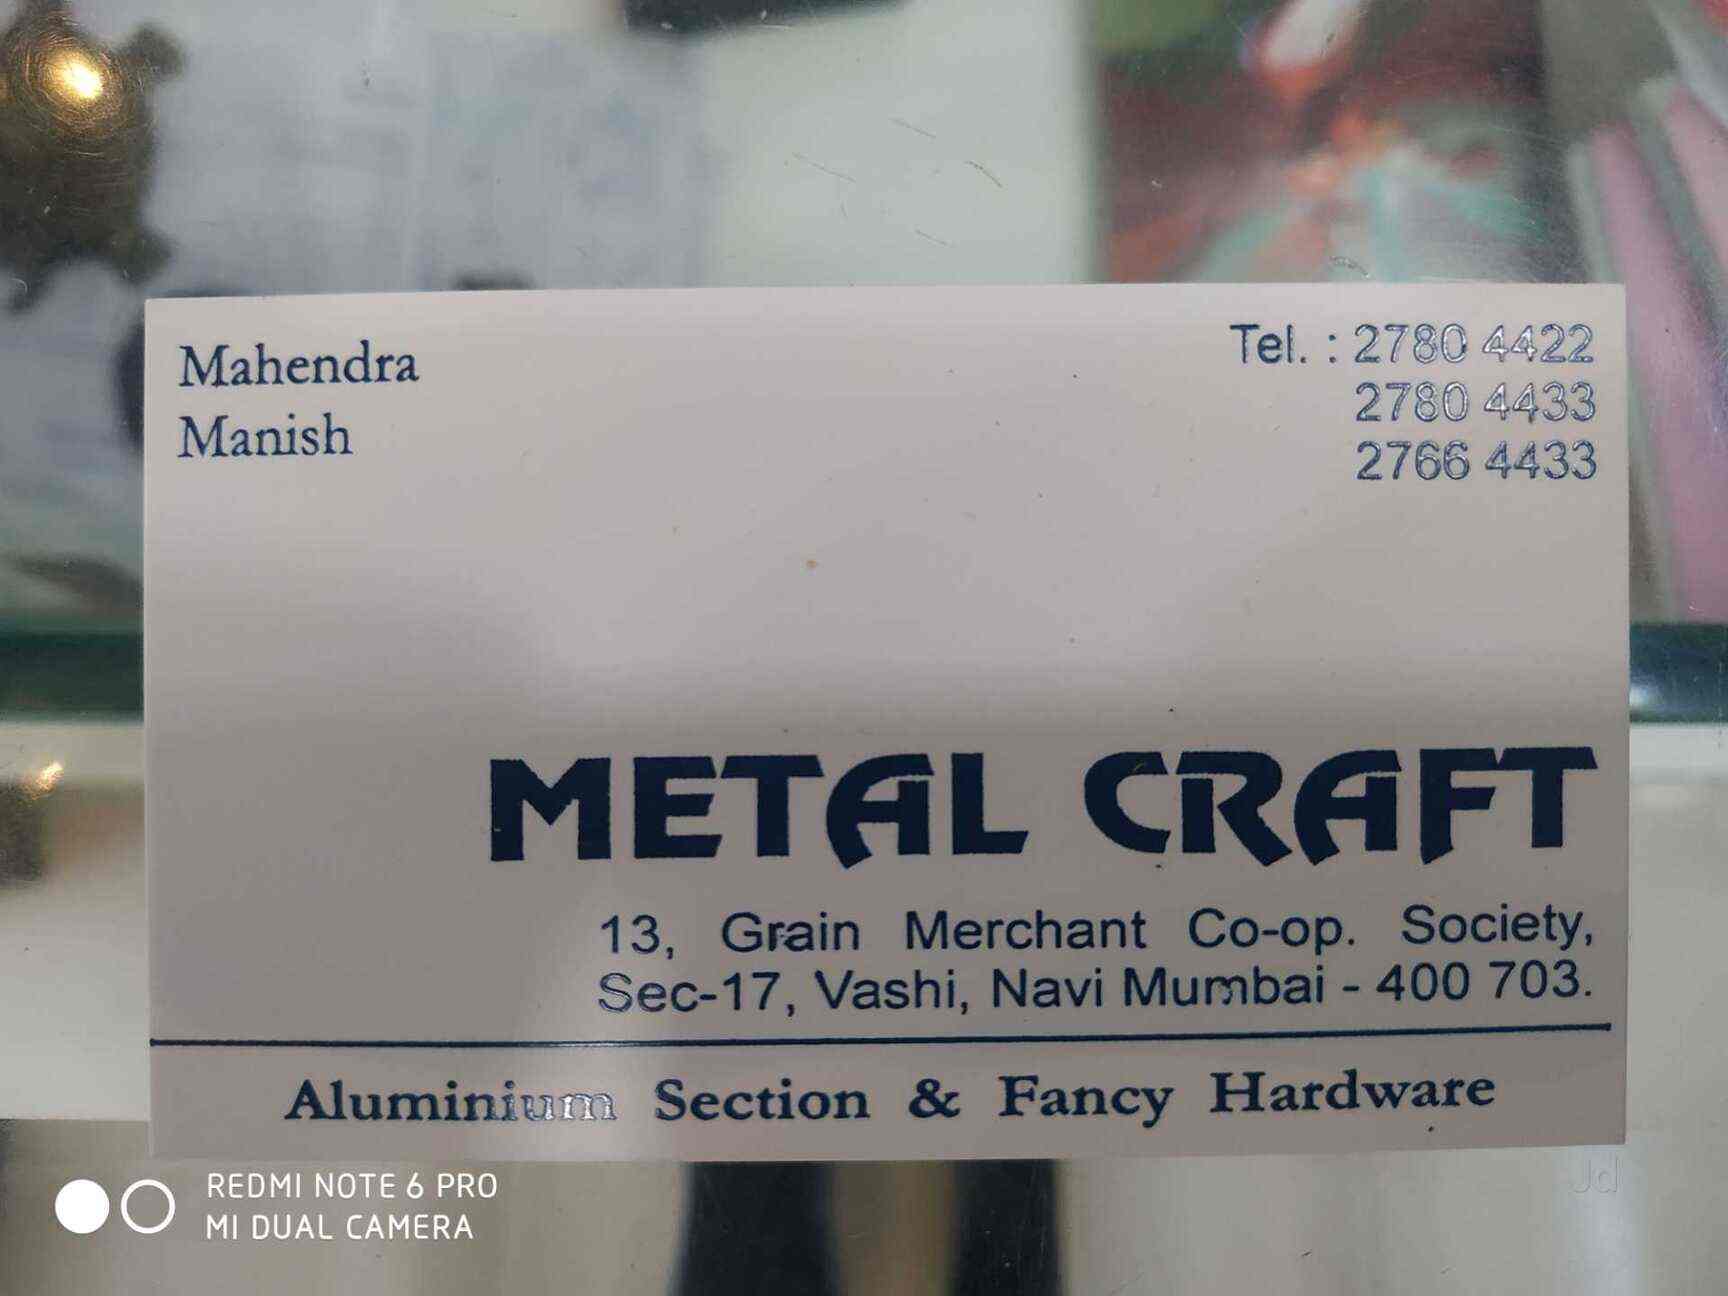 Mahendra
Manish
Tel. : 2780 4422
2780 4433
2766 4433
METAL CRAFT
13, Grain Merchant Co-op. Society,
Sec-17, Vashi, Navi Mumbai - 400 703.
Aluminium Section & Fancy Hardware
Jd
REDMI NOTE 6 PRO
MI DUAL CAMERA